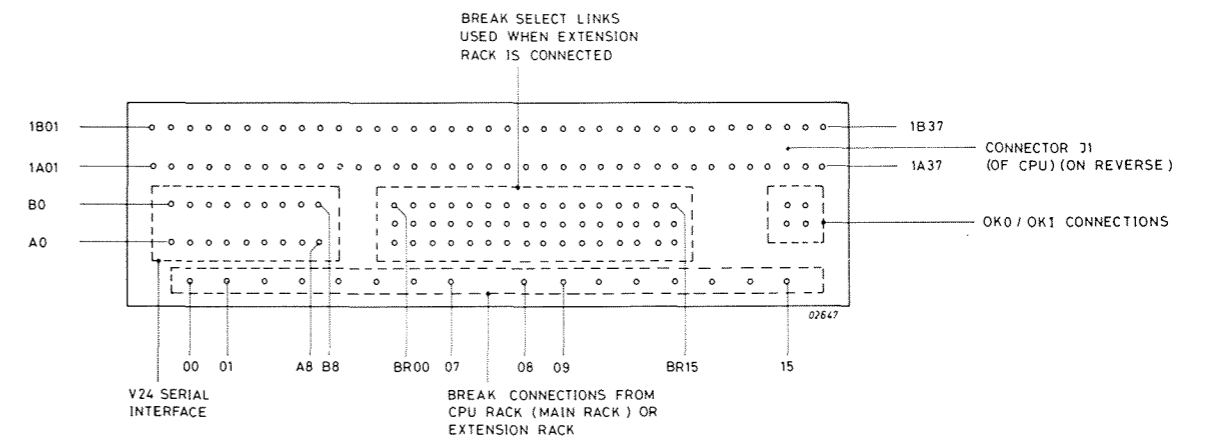 BREAK SELECT LINKS
USED WHEN EXTENSION
RACK IS CONNECTED
1B01
1B37
CONNECTOR J1
(OF CPU) (ON REVERSE)
1A01
1A37
B0
OK0 / OK1 CONNECTIONS
A0
02647
00 01 A8 B8 BR00 07 08 09 BR15 15
V24 SERIAL
INTERFACE
BREAK CONNECTIONS FROM
CPU RACK (MAIN RACK) OR
EXTENSION RACK